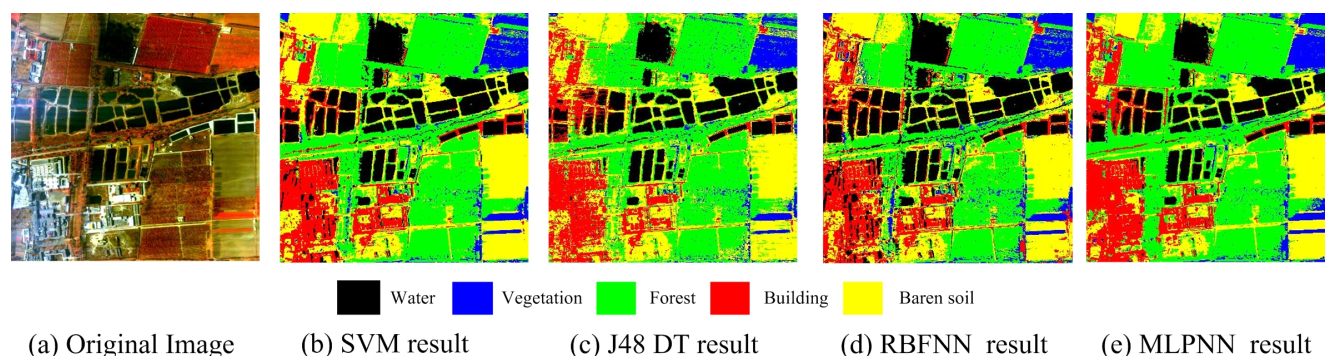 Water Vegetation Forest Building Baren soil
(a) Original Image (b) SVM result (c) J48 DT result (d) RBFNN result (e) MLPNN result